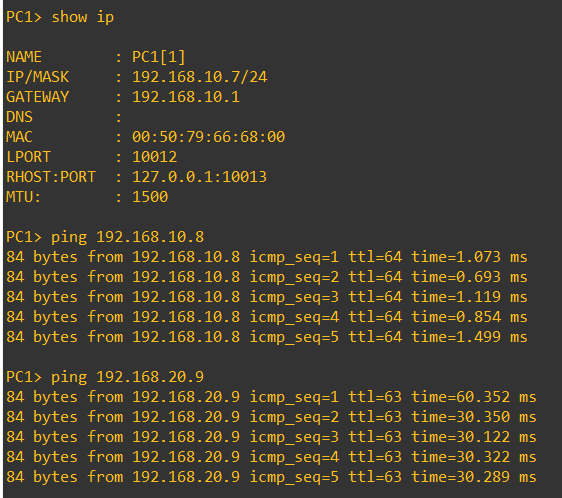 PC1> show ip
NAME        : PC1[1]
IP/MASK     : 192.168.10.7/24
GATEWAY     : 192.168.10.1
DNS         :
MAC         : 00:50:79:66:68:00
LPORT       : 10012
RHOST:PORT  : 127.0.0.1:10013
MTU:        : 1500
PC1> ping 192.168.10.8
84 bytes from 192.168.10.8 icmp_seq=1 ttl=64 time=1.073 ms
84 bytes from 192.168.10.8 icmp_seq=2 ttl=64 time=0.693 ms
84 bytes from 192.168.10.8 icmp_seq=3 ttl=64 time=1.119 ms
84 bytes from 192.168.10.8 icmp_seq=4 ttl=64 time=0.854 ms
84 bytes from 192.168.10.8 icmp_seq=5 ttl=64 time=1.499 ms
PC1> ping 192.168.20.9
84 bytes from 192.168.20.9 icmp_seq=1 ttl=63 time=60.352 ms
84 bytes from 192.168.20.9 icmp_seq=2 ttl=63 time=30.350 ms
84 bytes from 192.168.20.9 icmp_seq=3 ttl=63 time=30.122 ms
84 bytes from 192.168.20.9 icmp_seq=4 ttl=63 time=30.322 ms
84 bytes from 192.168.20.9 icmp_seq=5 ttl=63 time=30.289 ms